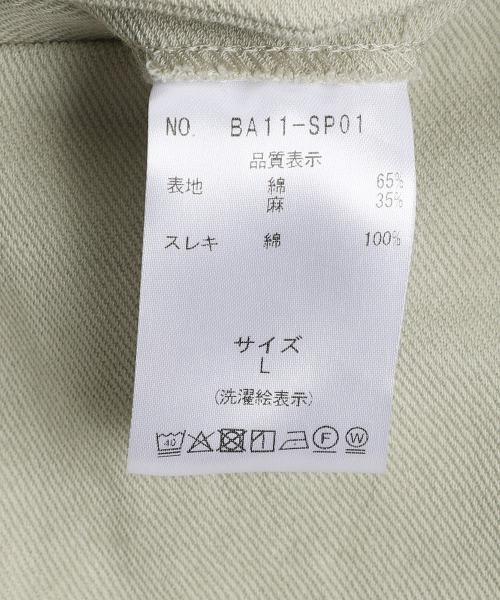 NO. BA11-SP01
品質表示
表地 綿 65%
麻 35%
スレキ 綿 100%
サイズ
L
(洗濯絵表示)
40 F W